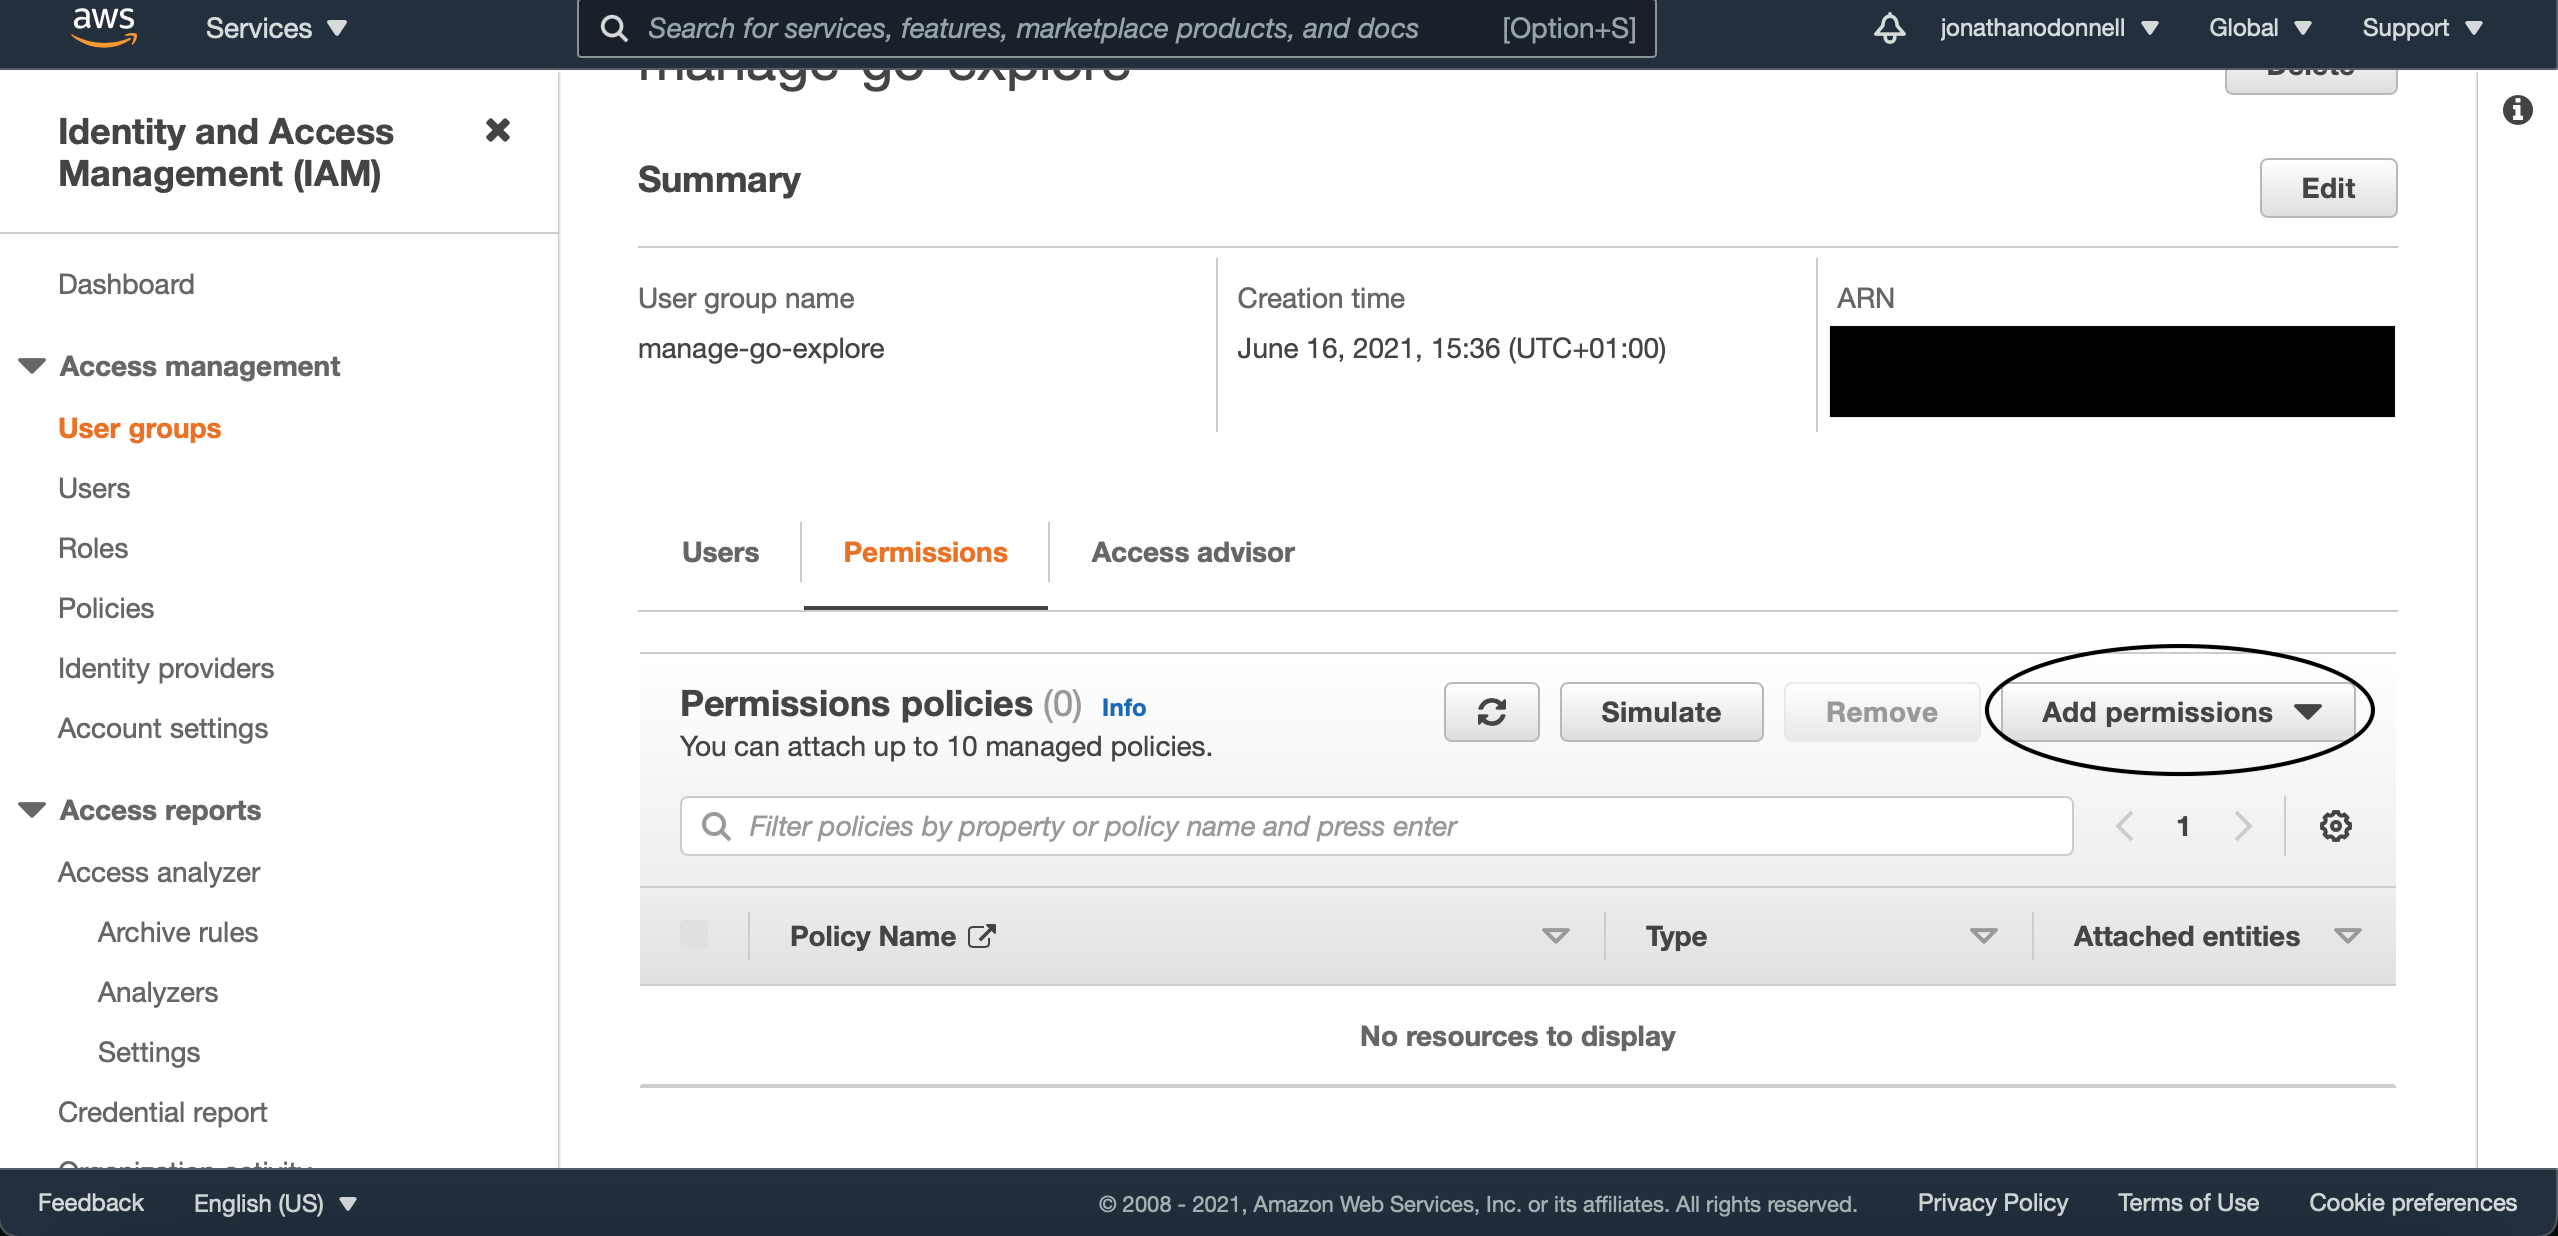 aws
Services
Search for services, features, marketplace products, and docs
[Option+S]
jonathanodonnell
Global
Support
manage-go-explore
Delete
Identity and Access
Management (IAM)
Dashboard
Access management
User groups
Users
Roles
Policies
Identity providers
Account settings
Access reports
Access analyzer
Archive rules
Analyzers
Settings
Credential report
Organization activity
Summary
Edit
User group name
manage-go-explore
Creation time
June 16, 2021, 15:36 (UTC+01:00)
ARN
Users
Permissions
Access advisor
Permissions policies (0) Info
You can attach up to 10 managed policies.
Simulate
Remove
Add permissions
Filter policies by property or policy name and press enter
1
Policy Name
Type
Attached entities
No resources to display
Feedback
English (US)
© 2008 - 2021, Amazon Web Services, Inc. or its affiliates. All rights reserved.
Privacy Policy
Terms of Use
Cookie preferences